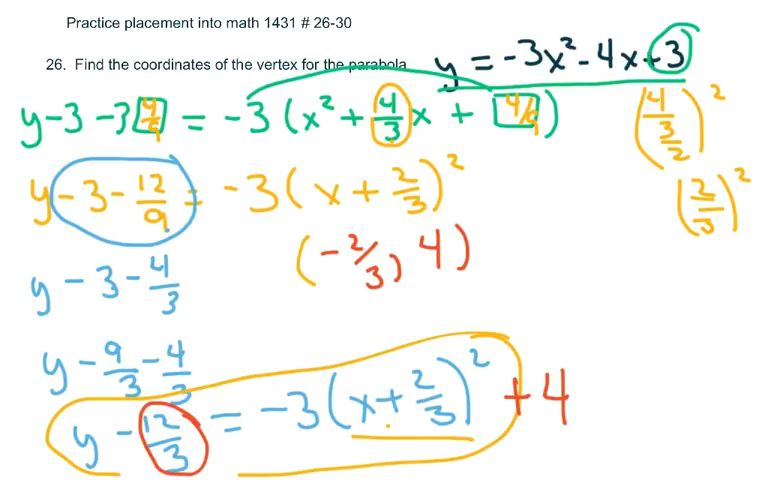 Practice placement into math 1431 # 26-30
26. Find the coordinates of the vertex for the parabola y = -3x² - 4x + 3
y - 3 - 3[4/9] = -3(x² + 4/3 x + [4/9]) (4/3/2)²
y - 3 - 12/9 = -3(x + 2/3)² (2/3)²
(-2/3, 4)
y - 3 - 4/3
y - 9/3 - 4/3
y - 12/3 = -3(x + 2/3)² + 4